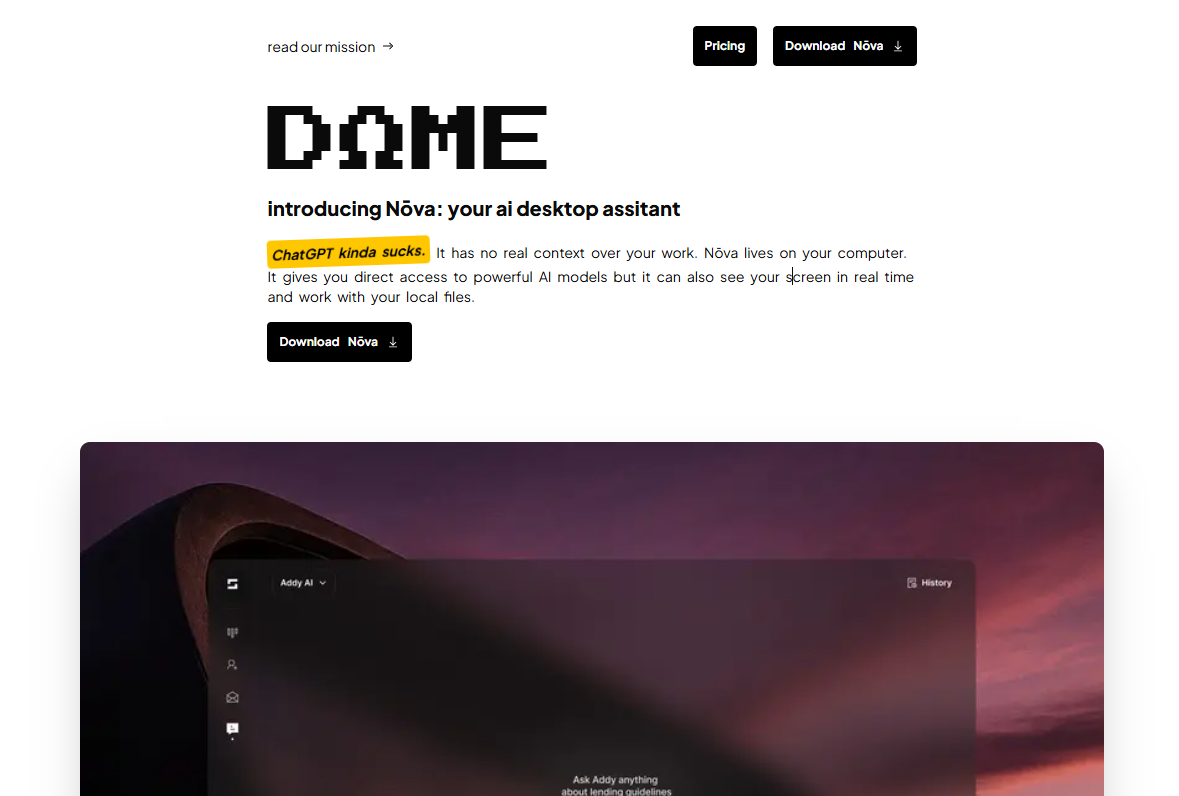 read our mission →
Pricing
Download Nōva
DΩME
introducing Nōva: your ai desktop assitant
ChatGPT kinda sucks. It has no real context over your work. Nōva lives on your computer.
It gives you direct access to powerful AI models but it can also see your screen in real time
and work with your local files.
Download Nōva
Addy AI
History
Ask Addy anything
about lending guidelines